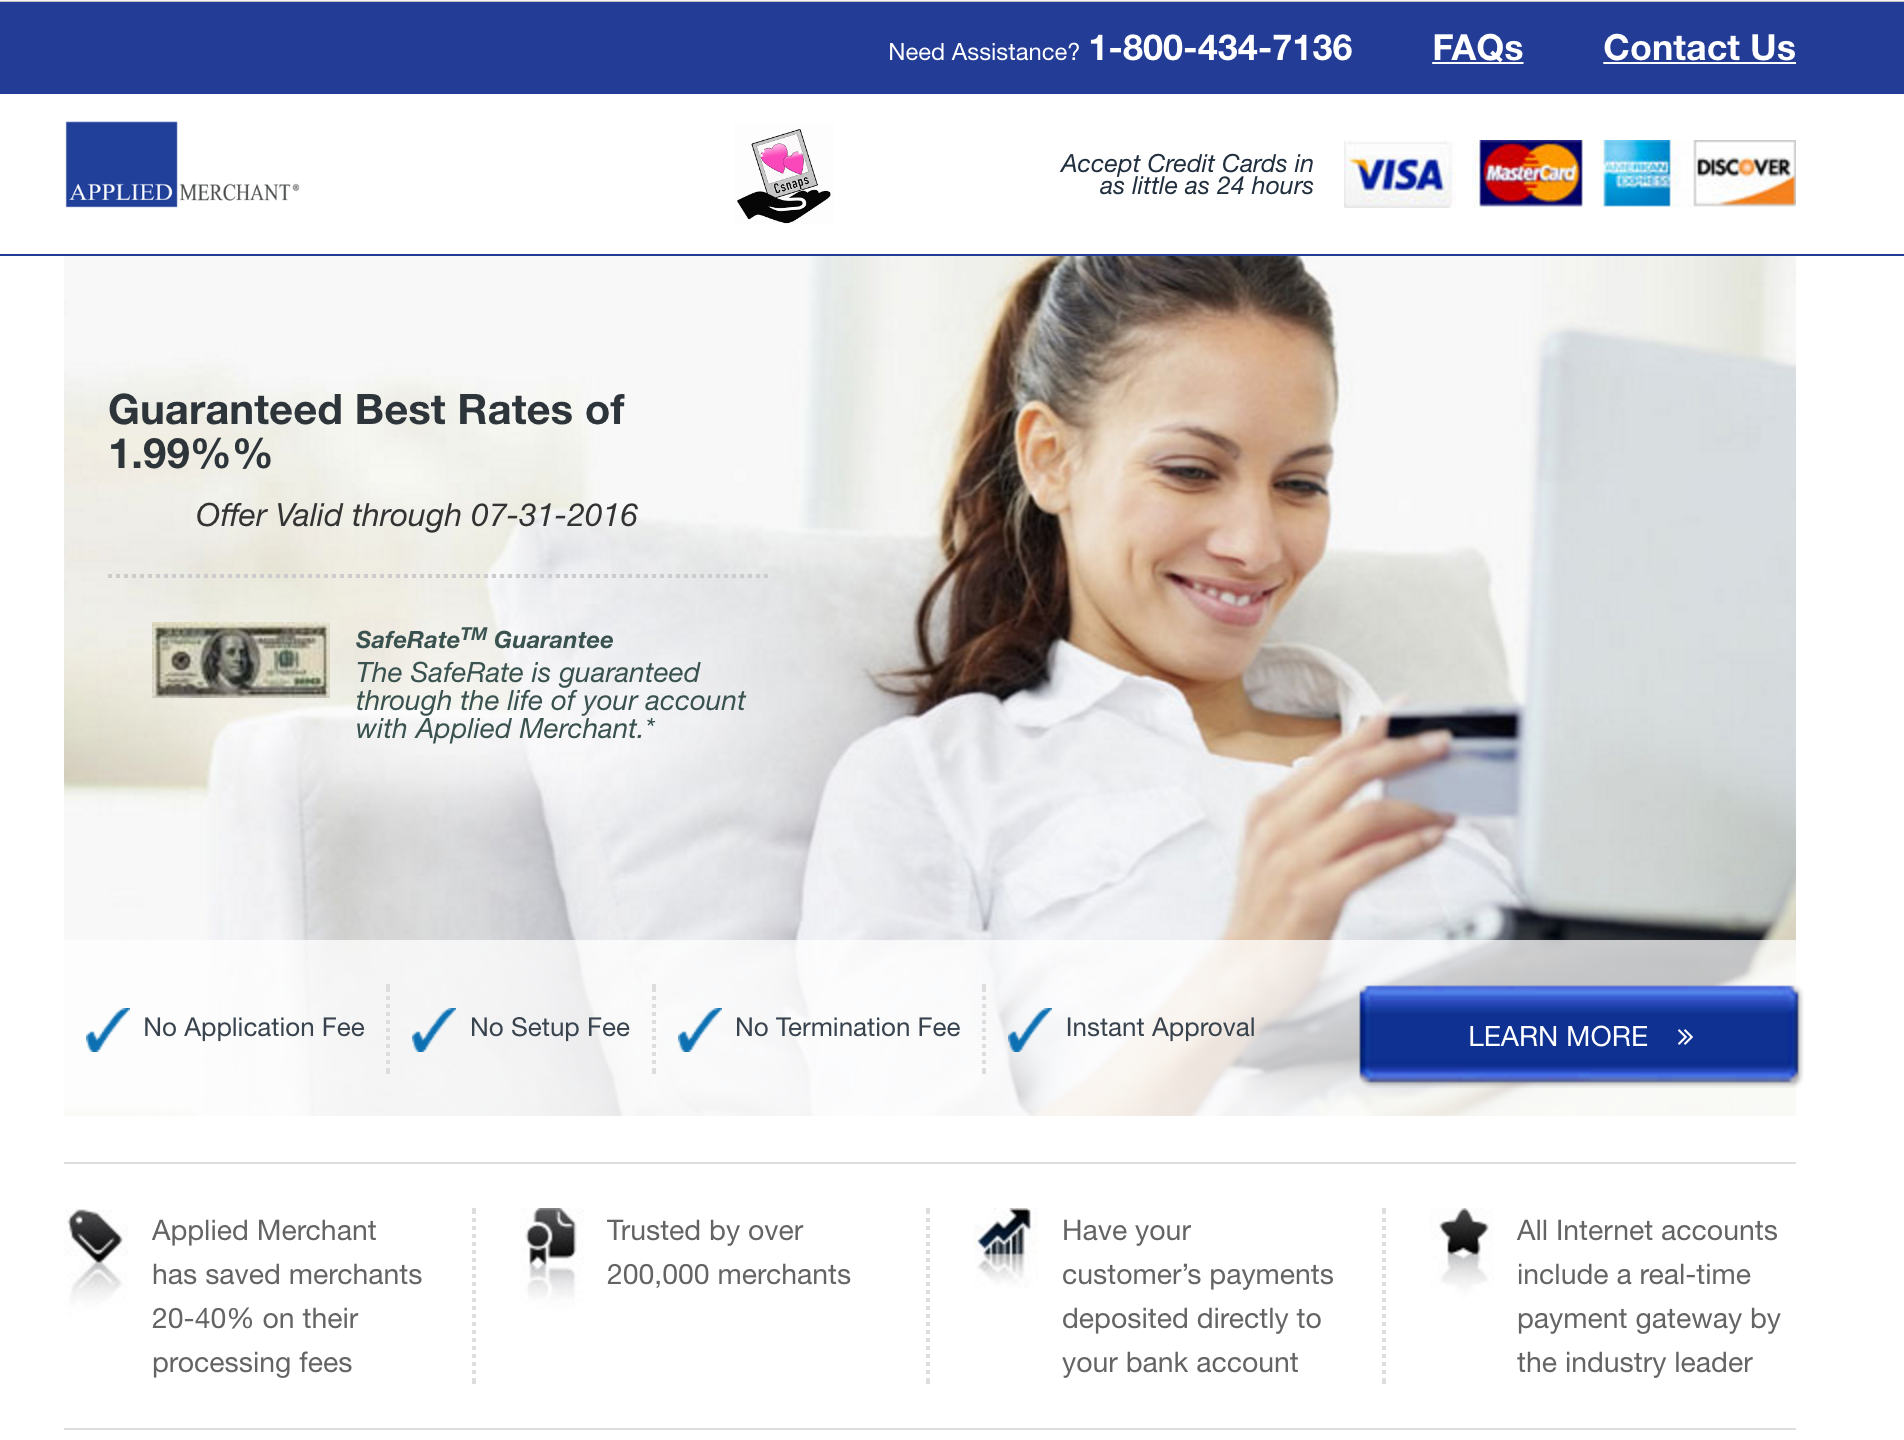 Need Assistance? 1-800-434-7136 FAQs Contact Us
APPLIED MERCHANT®
Csnaps
Accept Credit Cards in
as little as 24 hours
VISA
MasterCard
AMERICAN
EXPRESS
DISCOVER
Guaranteed Best Rates of
1.99%%
Offer Valid through 07-31-2016
SafeRate™ Guarantee
The SafeRate is guaranteed
through the life of your account
with Applied Merchant.*
No Application Fee
No Setup Fee
No Termination Fee
Instant Approval
LEARN MORE »
Applied Merchant
has saved merchants
20-40% on their
processing fees
Trusted by over
200,000 merchants
Have your
customer’s payments
deposited directly to
your bank account
All Internet accounts
include a real-time
payment gateway by
the industry leader